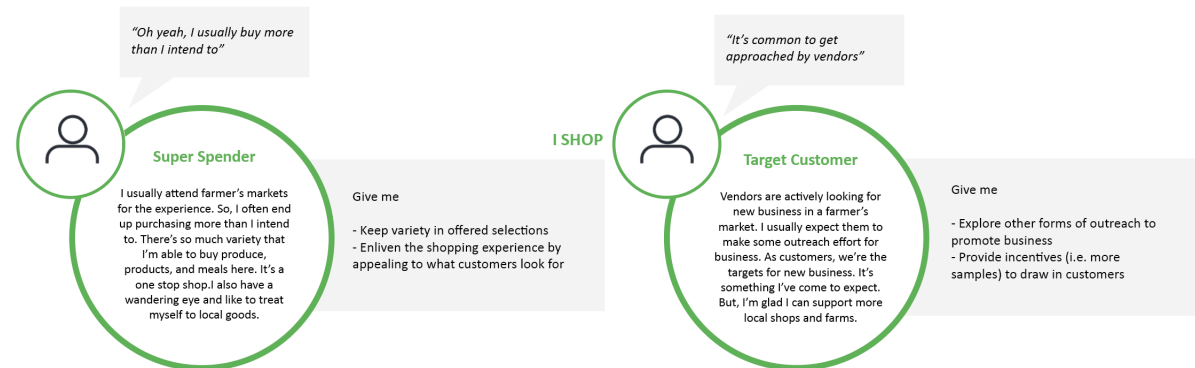 “Oh yeah, I usually buy more
than I intend to”
Super Spender
I usually attend farmer’s markets
for the experience. So, I often end
up purchasing more than I intend
to. There’s so much variety that
I’m able to buy produce,
products, and meals here. It’s a
one stop shop.I also have a
wandering eye and like to treat
myself to local goods.
Give me
- Keep variety in offered selections
- Enliven the shopping experience by
appealing to what customers look for
I SHOP
“It’s common to get
approached by vendors”
Target Customer
Vendors are actively looking for
new business in a farmer’s
market. I usually expect them to
make some outreach effort for
business. As customers, we’re the
targets for new business. It’s
something I’ve come to expect.
But, I’m glad I can support more
local shops and farms.
Give me
- Explore other forms of outreach to
promote business
- Provide incentives (i.e. more
samples) to draw in customers